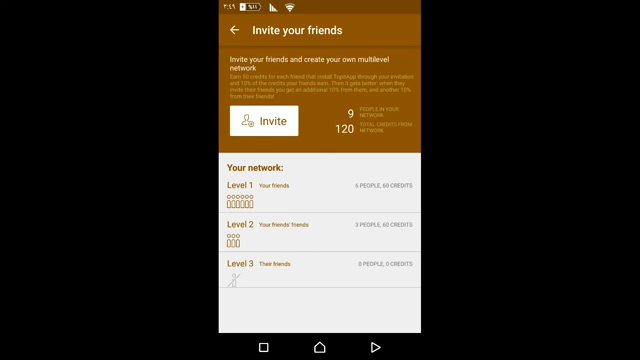 ٣:٤٩
Invite your friends
Invite your friends and create your own multilevel
network
Earn 50 credits for each friend that install TopitApp through your invitation
and 10% of the credits your friends earn. Then it gets better: when they
invite their friends you get an additional 10% from them, and another 10%
from their friends!
Invite
9 PEOPLE IN YOUR
NETWORK
120 TOTAL CREDITS FROM
NETWORK
Your network:
Level 1 Your friends 6 PEOPLE, 60 CREDITS
Level 2 Your friends' friends 3 PEOPLE, 60 CREDITS
Level 3 Their friends 0 PEOPLE, 0 CREDITS